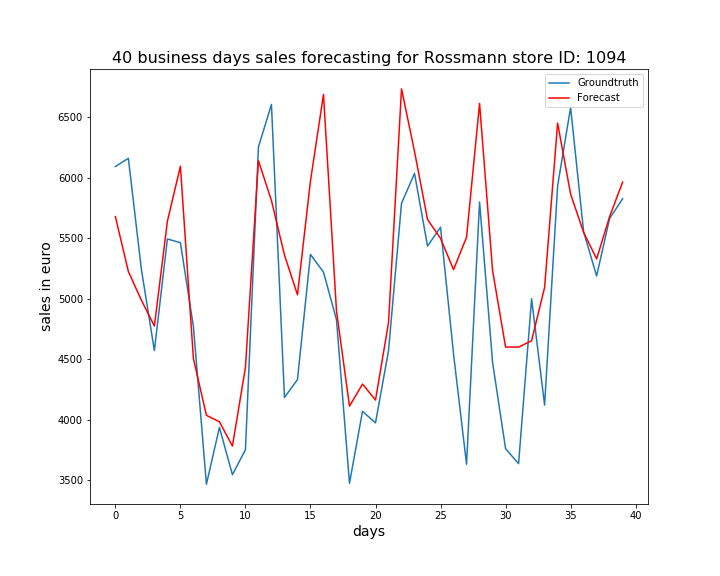 40 business days sales forecasting for Rossmann store ID: 1094
Groundtruth
Forecast
6500
6000
5500
5000
4500
4000
3500
sales in euro
0 5 10 15 20 25 30 35 40
days